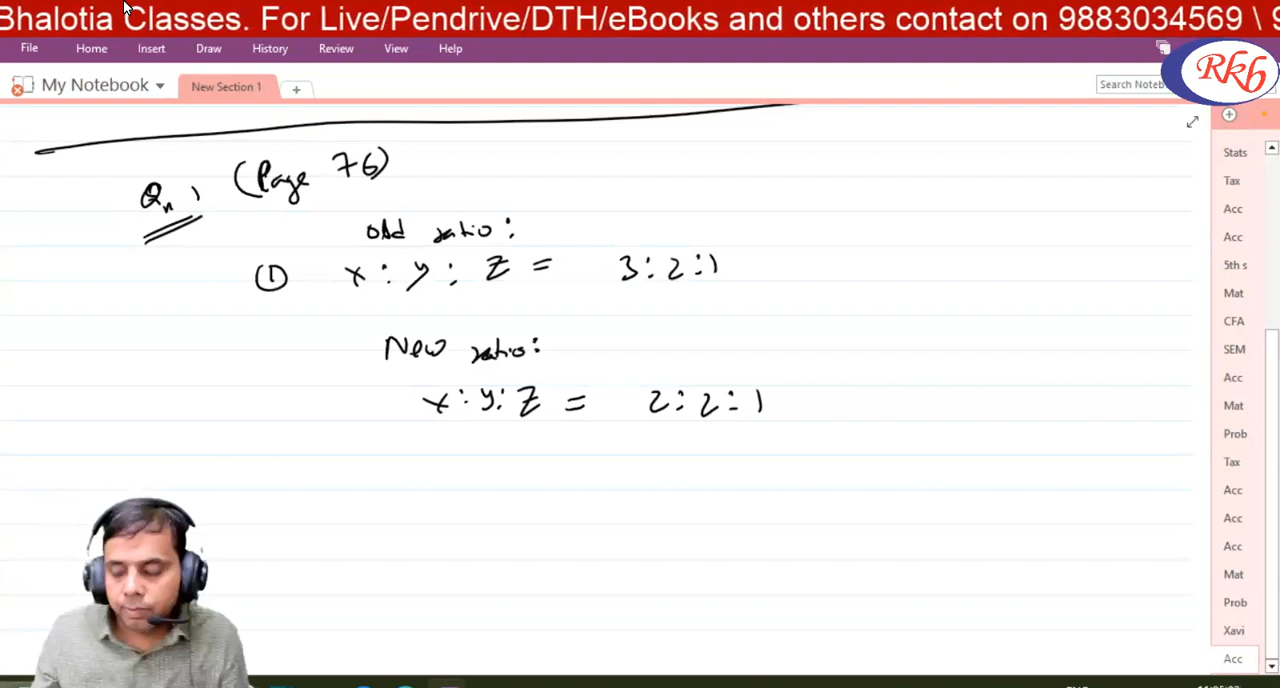 Bhalotia Classes. For Live/Pendrive/DTH/eBooks and others contact on 9883034569 \ 9
File Home Insert Draw History Review View Help
Rkb
My Notebook New Section 1 + Search Noteb
Qn 1 (Page 76)
Old ratio:
① x : y : z = 3:2:1
New ratio:
x : y : z = 2:2:1
Stats
Tax
Acc
Acc
5th s
Mat
CFA
SEM
Acc
Mat
Prob
Tax
Acc
Acc
Acc
Mat
Prob
Xavi
Acc